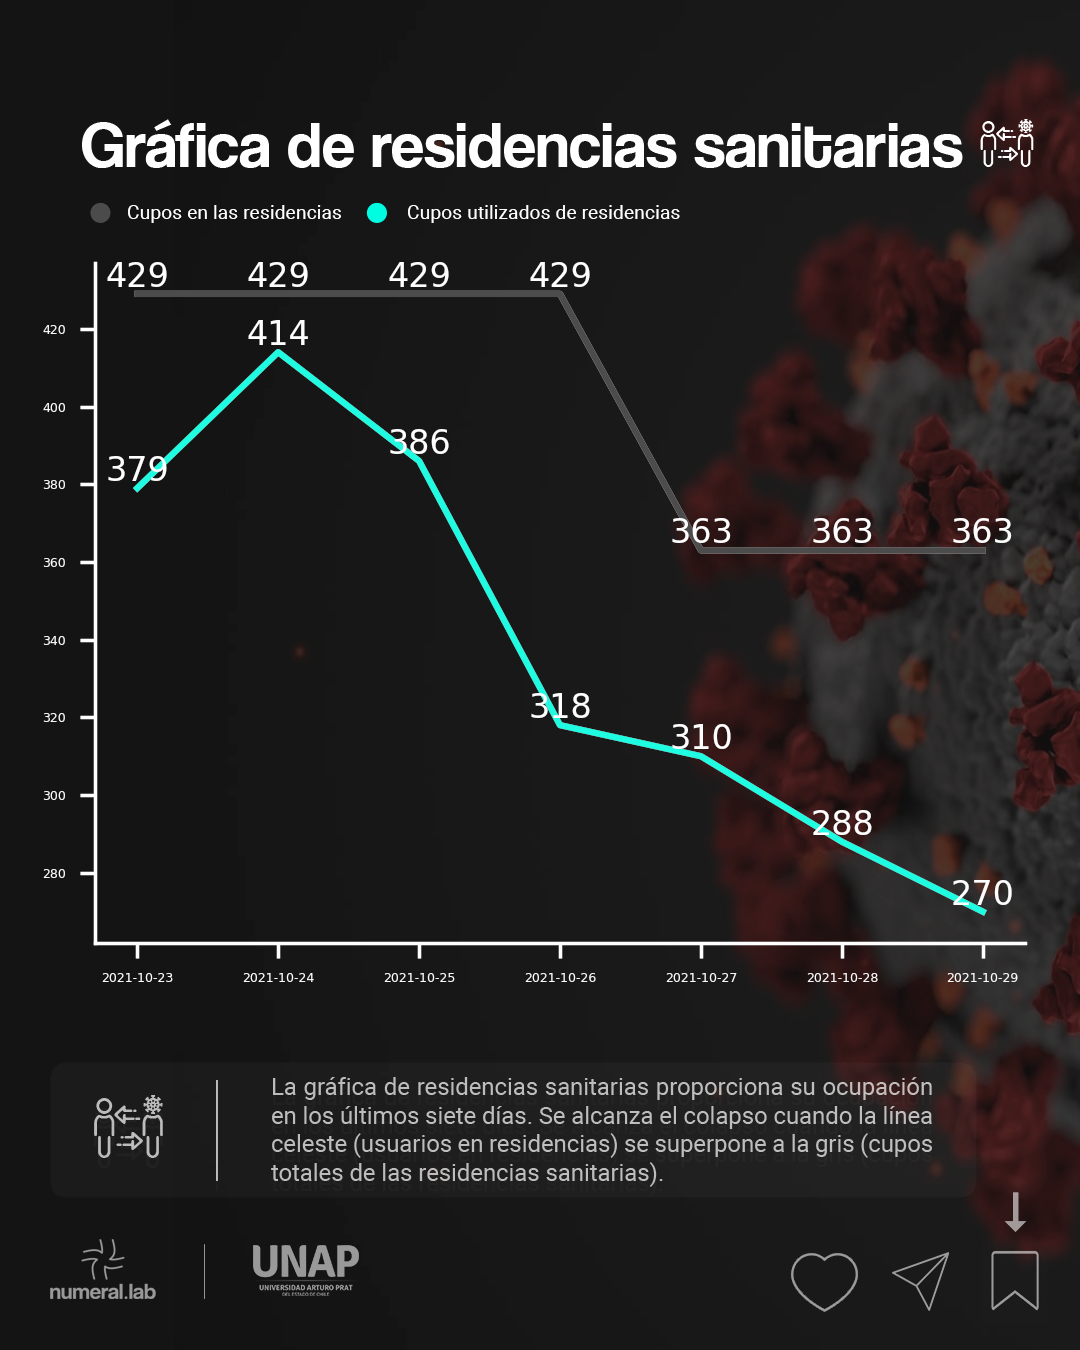 Gráfica de residencias sanitarias
Cupos en las residencias Cupos utilizados de residencias
429 429 429 429
420
414
400
386
380
379
363 363 363
360
340
320
318
310
300
288
280
270
2021-10-23 2021-10-24 2021-10-25 2021-10-26 2021-10-27 2021-10-28 2021-10-29
La gráfica de residencias sanitarias proporciona su ocupación
en los últimos siete días. Se alcanza el colapso cuando la línea
celeste (usuarios en residencias) se superpone a la gris (cupos
totales de las residencias sanitarias).
numeral.lab
UNAP
UNIVERSIDAD ARTURO PRAT
DEL ESTADO DE CHILE